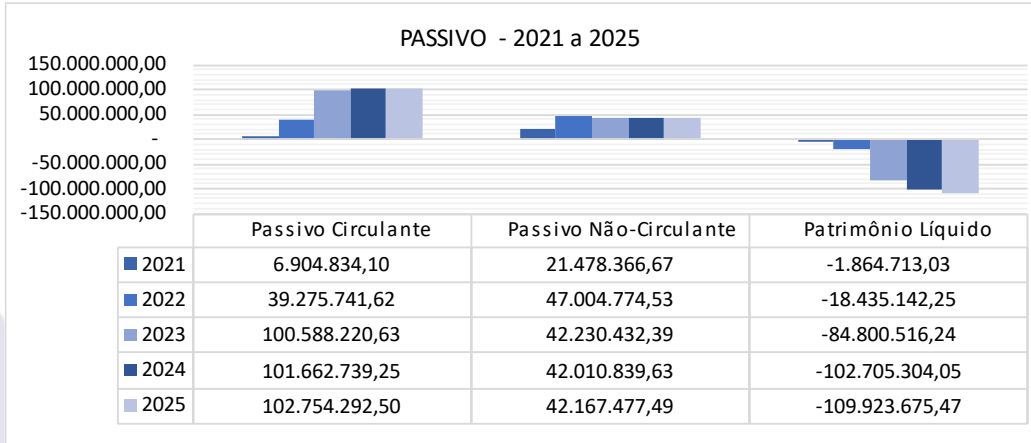 PASSIVO - 2021 a 2025
150.000.000,00
100.000.000,00
50.000.000,00
-
-50.000.000,00
-100.000.000,00
-150.000.000,00
Passivo Circulante Passivo Não-Circulante Patrimônio Líquido
2021 6.904.834,10 21.478.366,67 -1.864.713,03
2022 39.275.741,62 47.004.774,53 -18.435.142,25
2023 100.588.220,63 42.230.432,39 -84.800.516,24
2024 101.662.739,25 42.010.839,63 -102.705.304,05
2025 102.754.292,50 42.167.477,49 -109.923.675,47